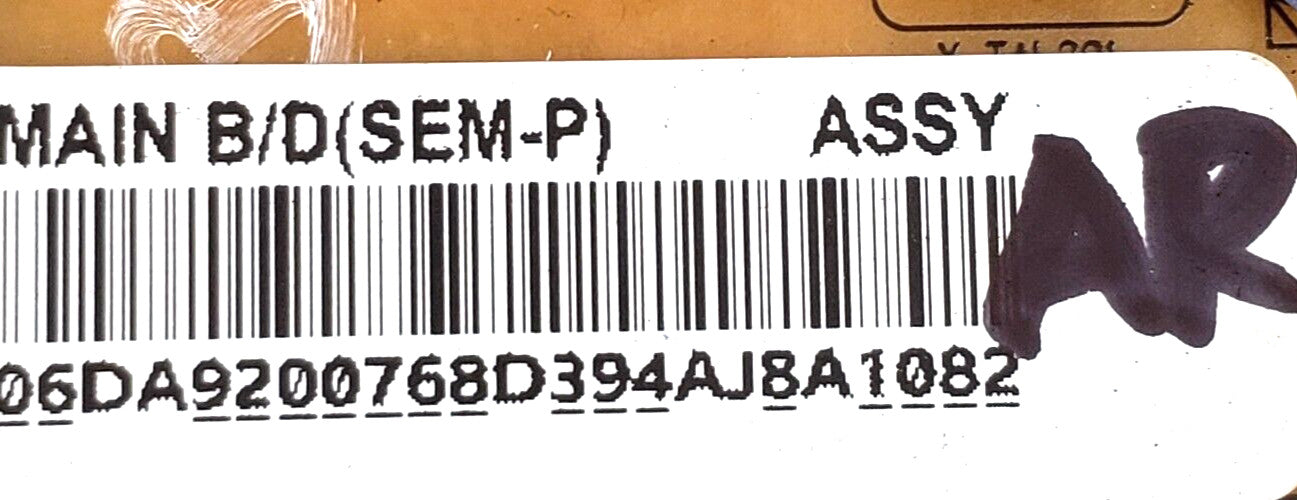 MAIN B/D(SEM-P) ASSY
AR
06DA9200768D394AJ8A1082